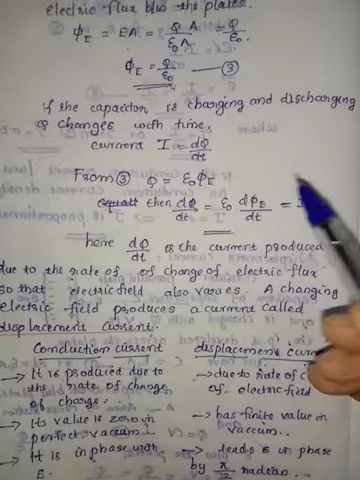 electric flux b/w the plates.
ΦE = EA = Q A / ε0 A = Q / ε0
ΦE = Q / ε0 —③
If the capacitor is charging and discharging
Q changes with time.
current I = dQ/dt
From ③ Q = ε0 ΦE
then dQ/dt = ε0 dΦE/dt =
here dQ/dt is the current produced
due to the rate of of change of electric flux
so that electric field also varies. A changing
electric field produces a current called
displacement current.
Conduction current displacement curr
→ It is produced due to
the rate of change
of charge.
→ Its value is zero in
perfect vaccum.
→ It is in phase with
E.
→ due to rate of c
of electric field
→ has finite value in
vaccum.
→ leads E in phase
by π/2 radian.